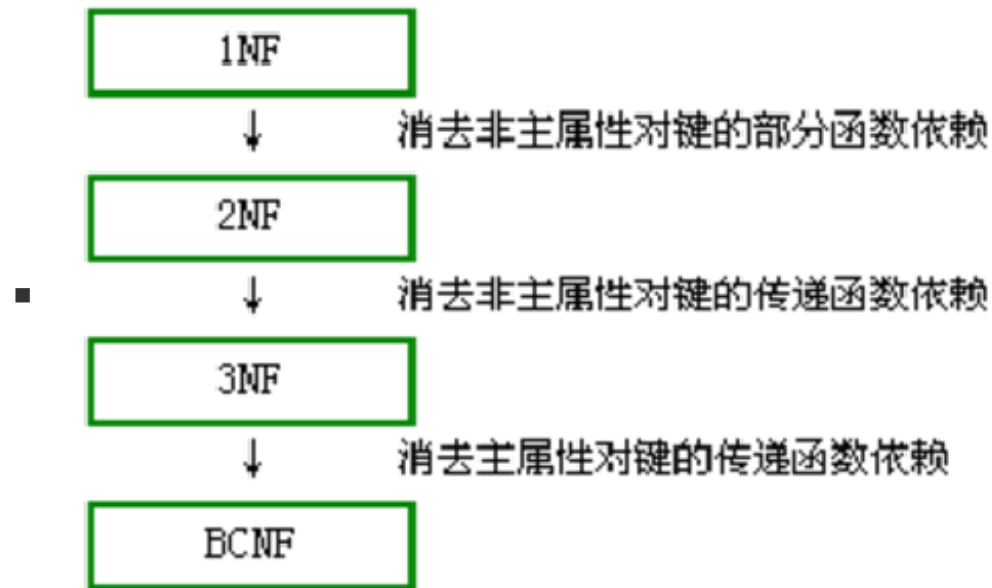 1NF
↓ 消去非主属性对键的部分函数依赖
2NF
↓ 消去非主属性对键的传递函数依赖
3NF
↓ 消去主属性对键的传递函数依赖
BCNF